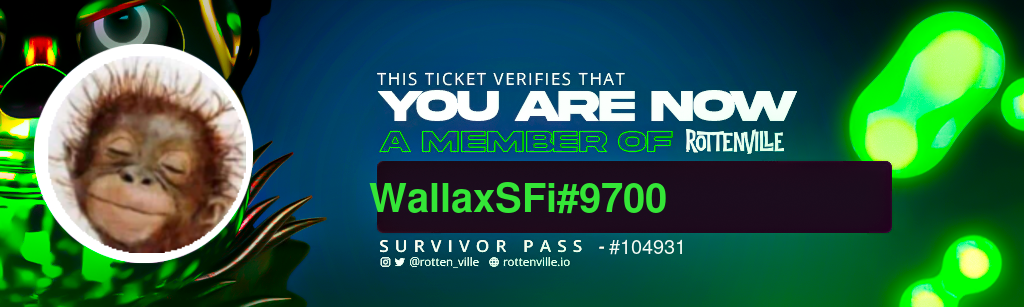 THIS TICKET VERIFIES THAT
YOU ARE NOW
A MEMBER OF ROTTENVILLE
WallaxSFi#9700
SURVIVOR PASS - #104931
@rotten_ville rottenville.io